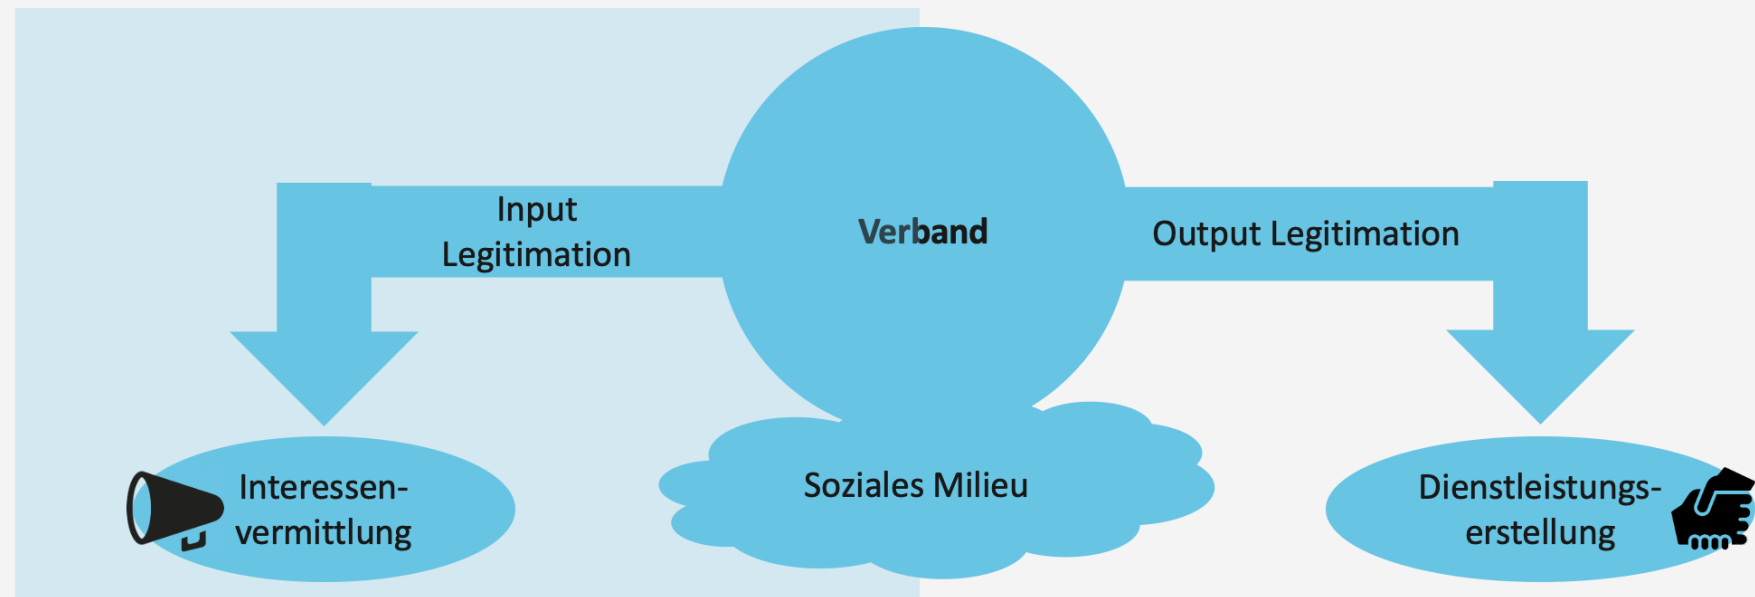 Input
Legitimation
Verband
Output Legitimation
Interessen-
vermittlung
Soziales Milieu
Dienstleistungs-
erstellung